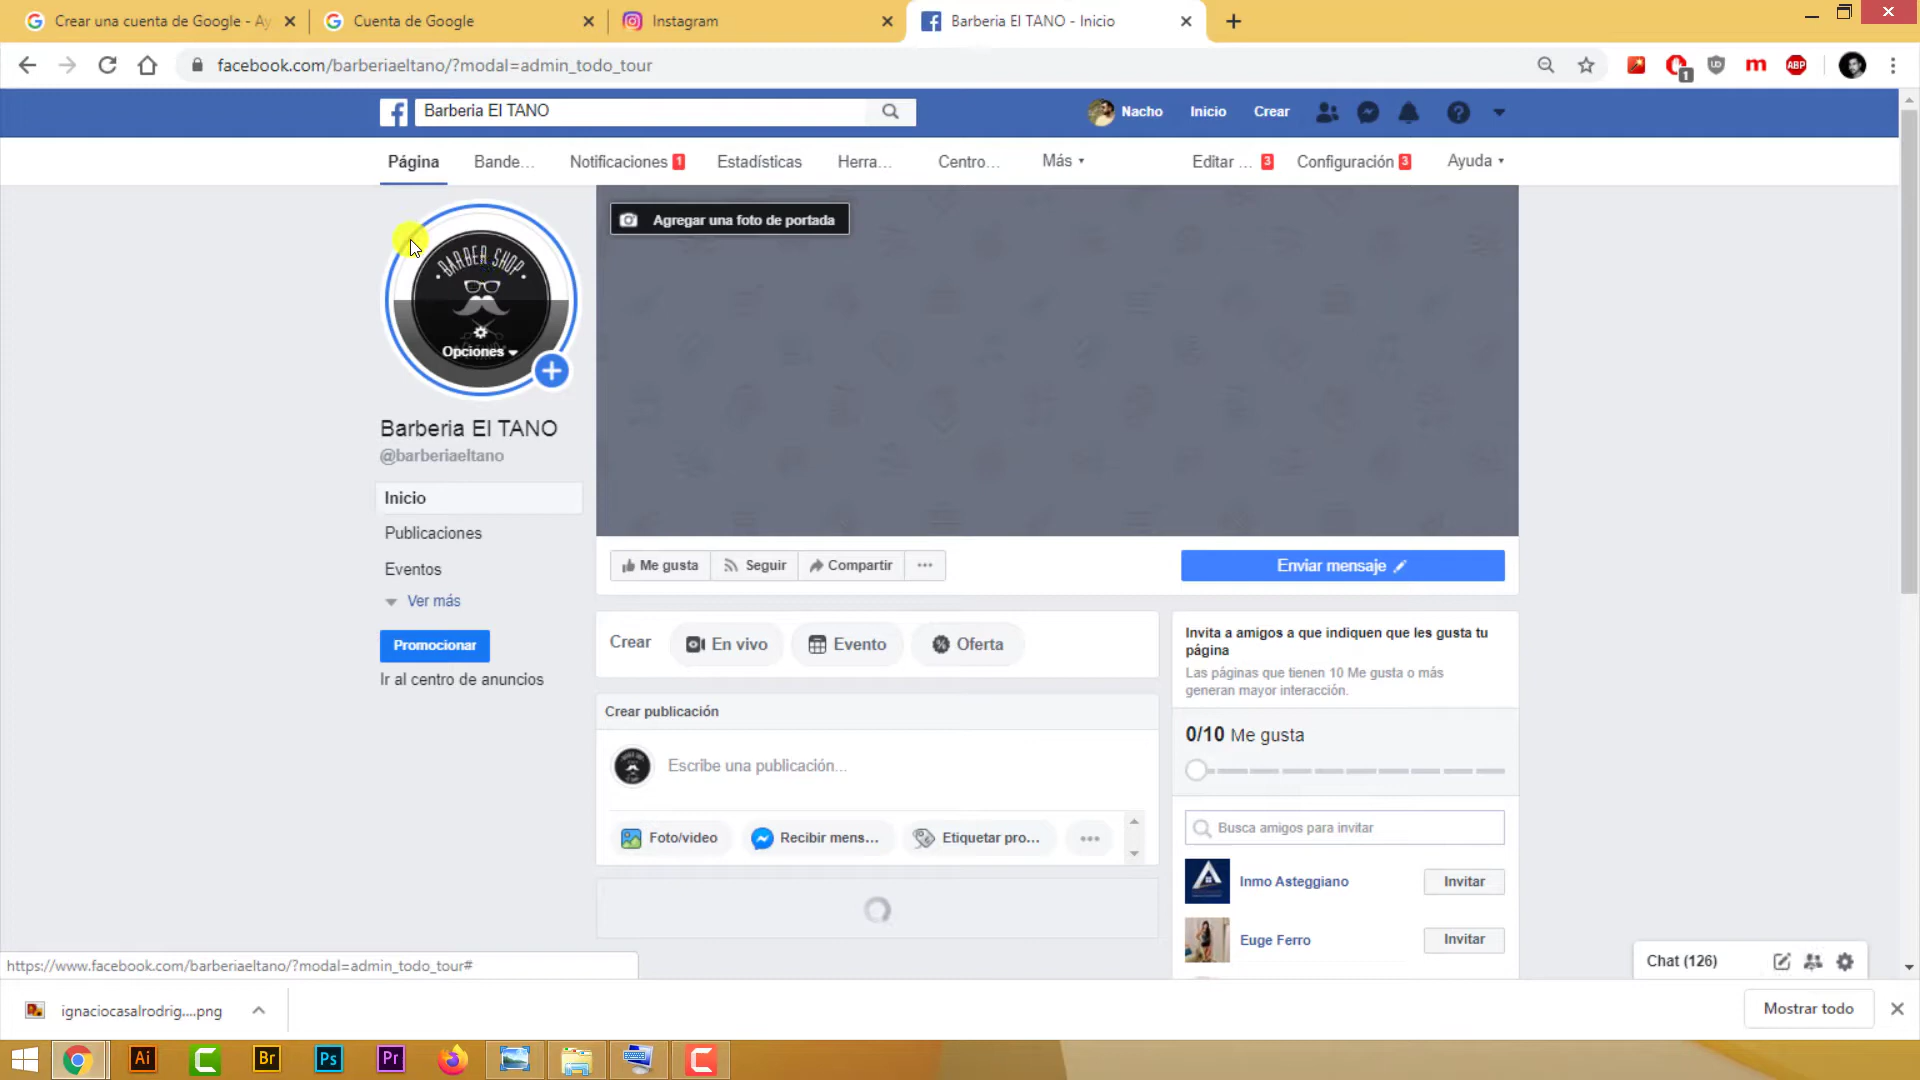 Crear una cuenta de Google - Ay
Cuenta de Google
Instagram
Barberia El TANO - Inicio
facebook.com/barberiaeltano/?modal=admin_todo_tour
1
UD
m
ABP
Barberia El TANO
Nacho
Inicio
Crear
Página
Bande...
Notificaciones 1
Estadísticas
Herra...
Centro...
Más
Editar ... 3
Configuración 3
Ayuda
Agregar una foto de portada
BARBER SHOP
Opciones
Barberia El TANO
@barberiaeltano
Inicio
Publicaciones
Eventos
Ver más
Promocionar
Ir al centro de anuncios
Me gusta
Seguir
Compartir
...
Enviar mensaje
Crear
En vivo
Evento
Oferta
Crear publicación
Escribe una publicación...
Foto/video
Recibir mens...
Etiquetar pro...
Invita a amigos a que indiquen que les gusta tu
página
Las páginas que tienen 10 Me gusta o más
generan mayor interacción.
0/10 Me gusta
Busca amigos para invitar
Inmo Asteggiano
Invitar
Euge Ferro
Invitar
Chat (126)
https://www.facebook.com/barberiaeltano/?modal=admin_todo_tour#
ignaciocasalrodrig....png
Mostrar todo
Ai
Br
Ps
Pr